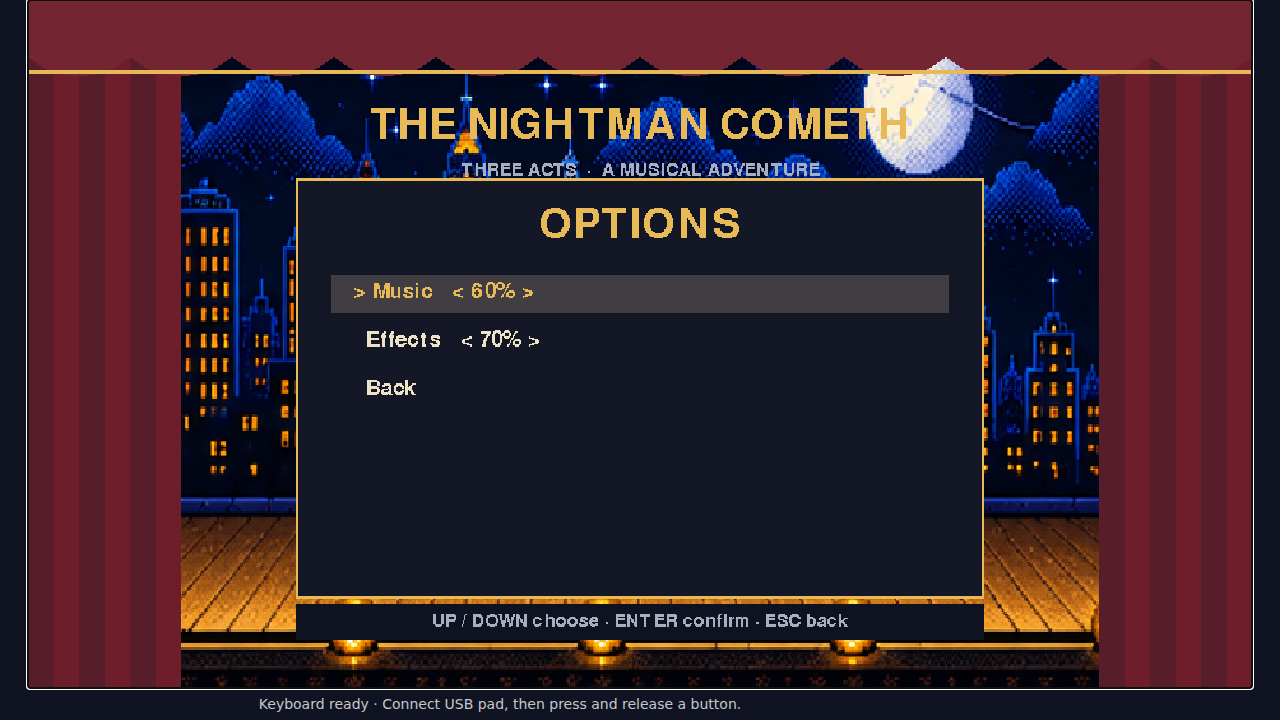 THE NIGHTMAN COMETH
THREE ACTS · A MUSICAL ADVENTURE
OPTIONS
> Music < 60% >
Effects < 70% >
Back
UP / DOWN choose · ENTER confirm · ESC back
Keyboard ready · Connect USB pad, then press and release a button.